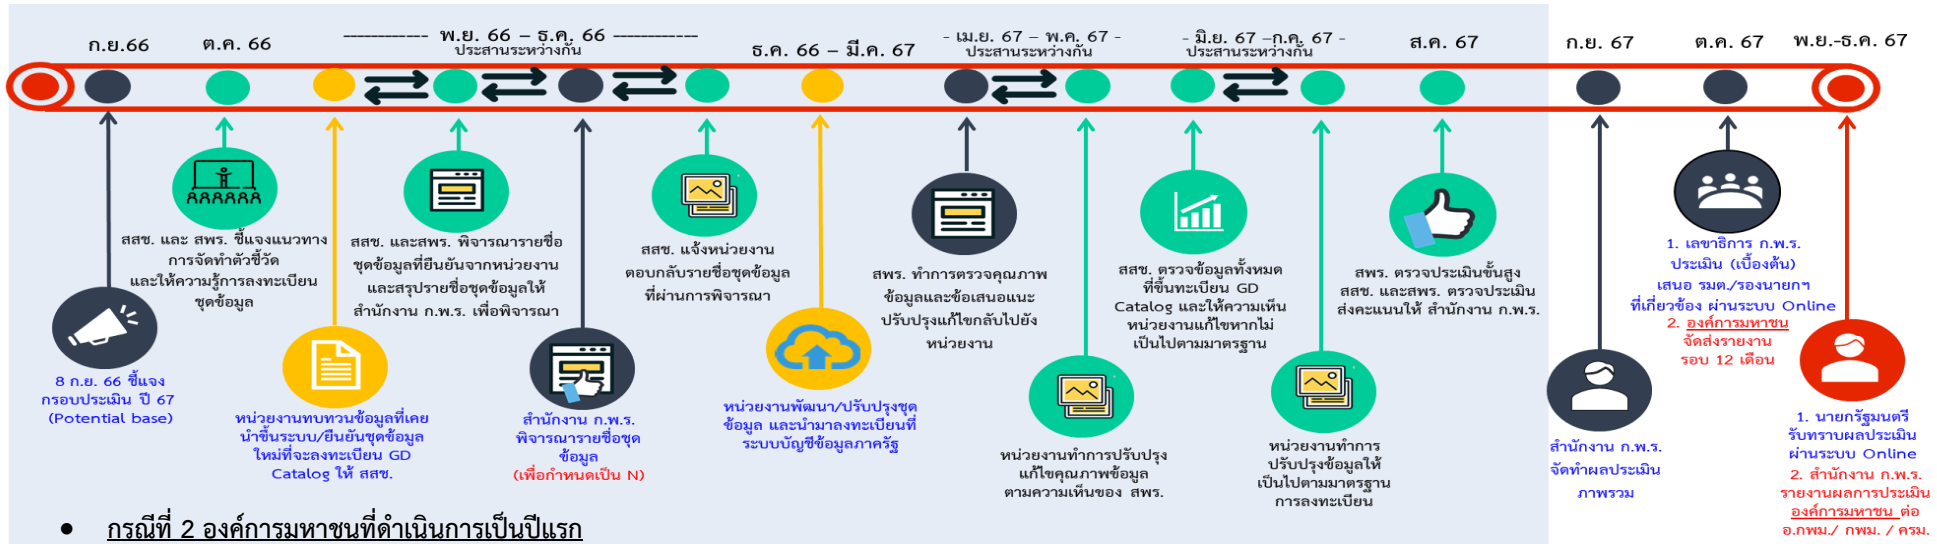 ก.ย.66
ต.ค. 66
------------ พ.ย. 66 – ธ.ค. 66 ------------
ประสานระหว่างกัน
ธ.ค. 66 – มี.ค. 67
- เม.ย. 67 – พ.ค. 67 -
ประสานระหว่างกัน
- มิ.ย. 67 –ก.ค. 67 -
ประสานระหว่างกัน
ส.ค. 67
ก.ย. 67
ต.ค. 67
พ.ย.-ธ.ค. 67
8 ก.ย. 66 ชี้แจง
กรอบประเมิน ปี 67
(Potential base)
สสช. และ สพร. ชี้แจงแนวทาง
การจัดทำตัวชี้วัด
และให้ความรู้การลงทะเบียน
ชุดข้อมูล
หน่วยงานทบทวนข้อมูลที่เคย
นำขึ้นระบบ/ยืนยันชุดข้อมูล
ใหม่ที่จะลงทะเบียน GD
Catalog ให้ สสช.
สสช. และสพร. พิจารณารายชื่อ
ชุดข้อมูลที่ยืนยันจากหน่วยงาน
และสรุปรายชื่อชุดข้อมูลให้
สำนักงาน ก.พ.ร. เพื่อพิจารณา
สำนักงาน ก.พ.ร.
พิจารณารายชื่อชุด
ข้อมูล
(เพื่อกำหนดเป็น N)
สสช. แจ้งหน่วยงาน
ตอบกลับรายชื่อชุดข้อมูล
ที่ผ่านการพิจารณา
หน่วยงานพัฒนา/ปรับปรุงชุด
ข้อมูล และนำมาลงทะเบียนที่
ระบบบัญชีข้อมูลภาครัฐ
สพร. ทำการตรวจคุณภาพ
ข้อมูลและข้อเสนอแนะ
ปรับปรุงแก้ไขกลับไปยัง
หน่วยงาน
หน่วยงานทำการปรับปรุง
แก้ไขคุณภาพข้อมูล
ตามความเห็นของ สพร.
สสช. ตรวจข้อมูลทั้งหมด
ที่ขึ้นทะเบียน GD
Catalog และให้ความเห็น
หน่วยงานแก้ไขหากไม่
เป็นไปตามมาตรฐาน
หน่วยงานทำการ
ปรับปรุงข้อมูลให้
เป็นไปตามมาตรฐาน
การลงทะเบียน
สพร. ตรวจประเมินขั้นสูง
สสช. และสพร. ตรวจประเมิน
ส่งคะแนนให้ สำนักงาน ก.พ.ร.
สำนักงาน ก.พ.ร.
จัดทำผลประเมิน
ภาพรวม
1. เลขาธิการ ก.พ.ร.
ประเมิน (เบื้องต้น)
เสนอ รมต./รองนายกฯ
ที่เกี่ยวข้อง ผ่านระบบ Online
2. องค์การมหาชน
จัดส่งรายงาน
รอบ 12 เดือน
1. นายกรัฐมนตรี
รับทราบผลประเมิน
ผ่านระบบ Online
2. สำนักงาน ก.พ.ร.
รายงานผลการประเมิน
องค์การมหาชน ต่อ
อ.กพม./ กพม. / ครม.
● กรณีที่ 2 องค์การมหาชนที่ดำเนินการเป็นปีแรก